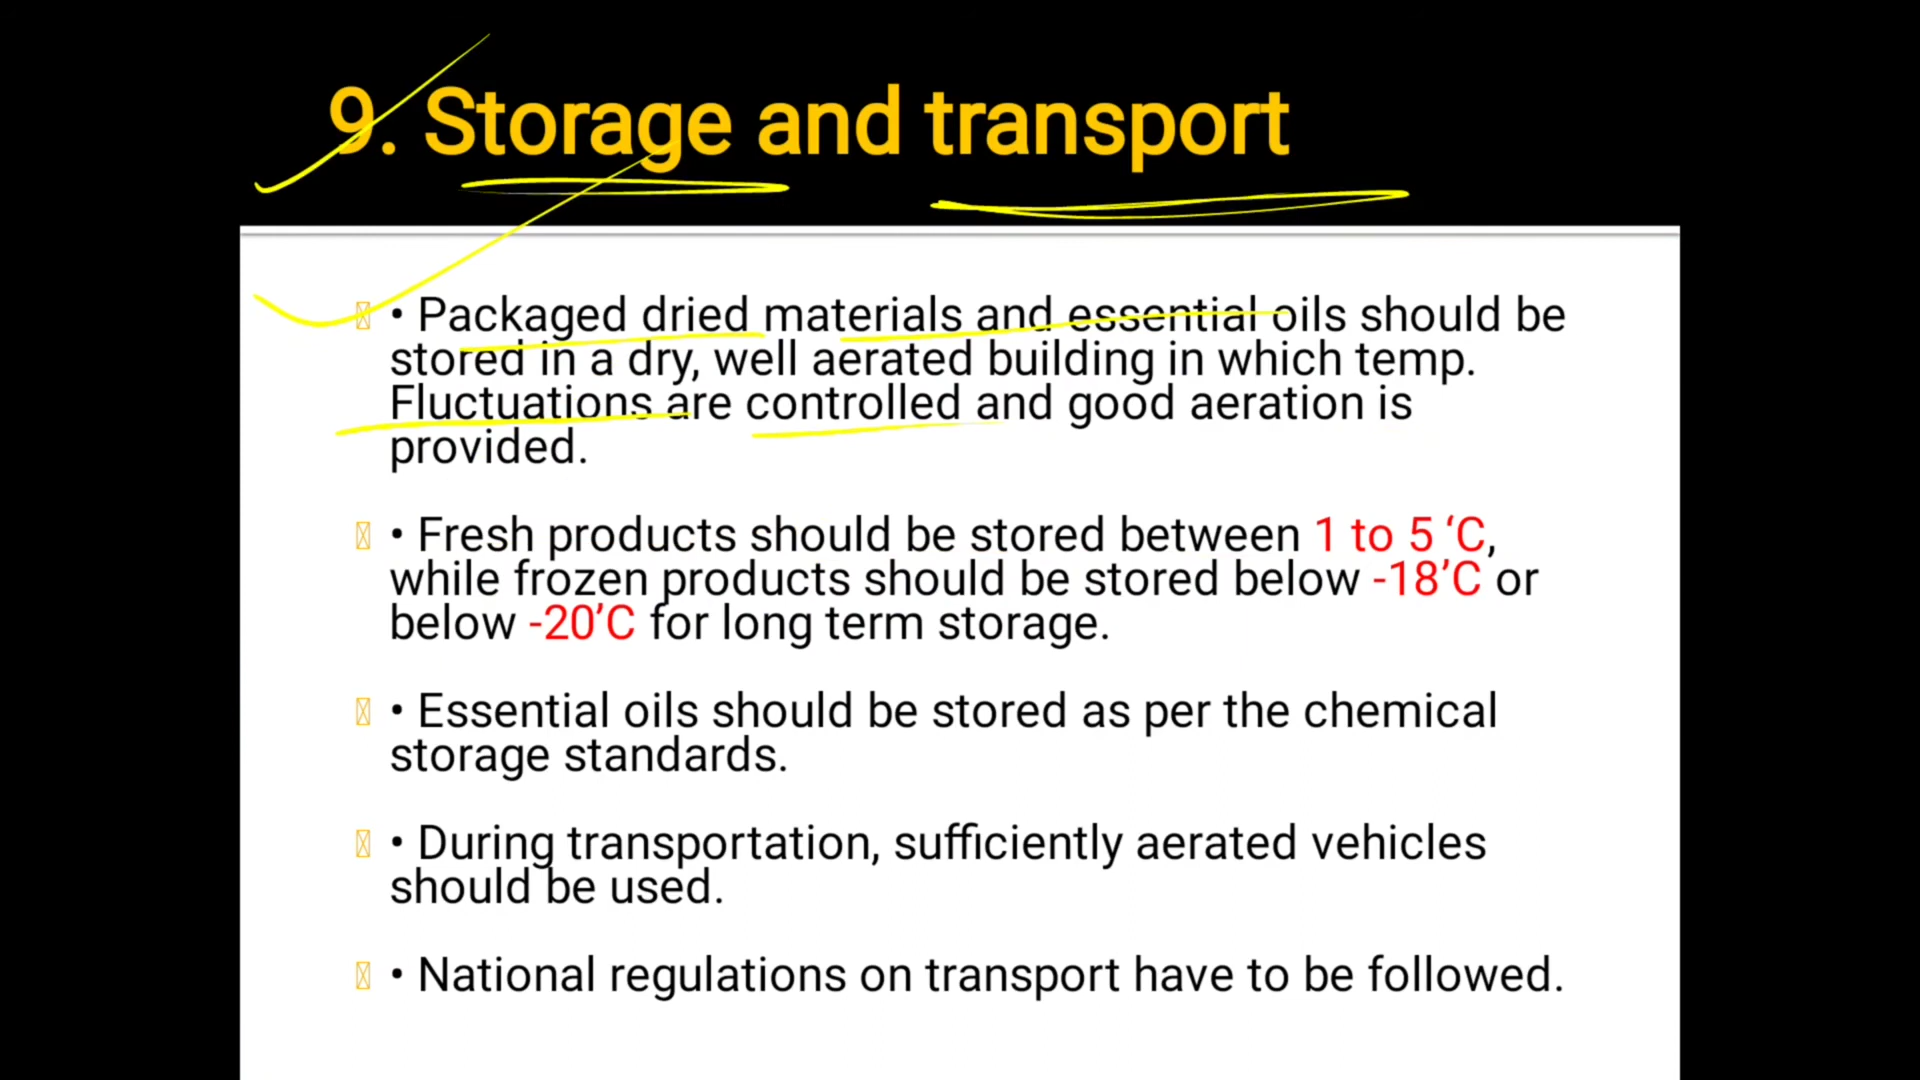 9. Storage and transport
• Packaged dried materials and essential oils should be
stored in a dry, well aerated building in which temp.
Fluctuations are controlled and good aeration is
provided.
• Fresh products should be stored between 1 to 5 ‘C,
while frozen products should be stored below -18’C or
below -20’C for long term storage.
• Essential oils should be stored as per the chemical
storage standards.
• During transportation, sufficiently aerated vehicles
should be used.
• National regulations on transport have to be followed.